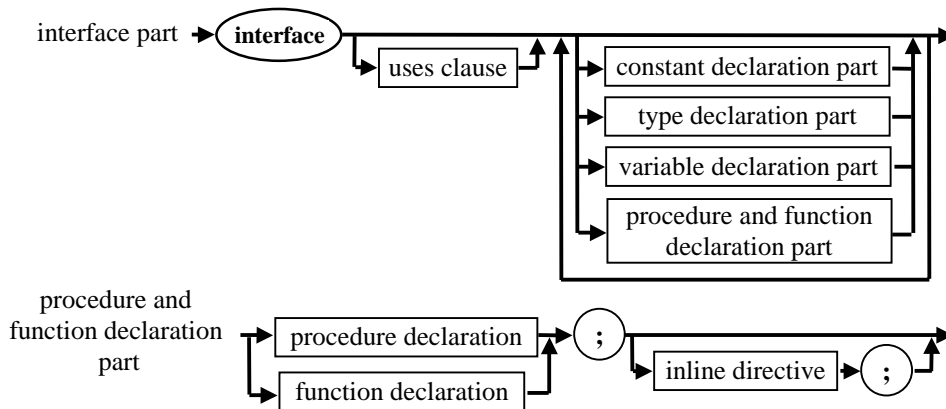 interface part
interface
uses clause
constant declaration part
type declaration part
variable declaration part
procedure and function
declaration part
procedure and
function declaration
part
procedure declaration
;
function declaration
inline directive
;